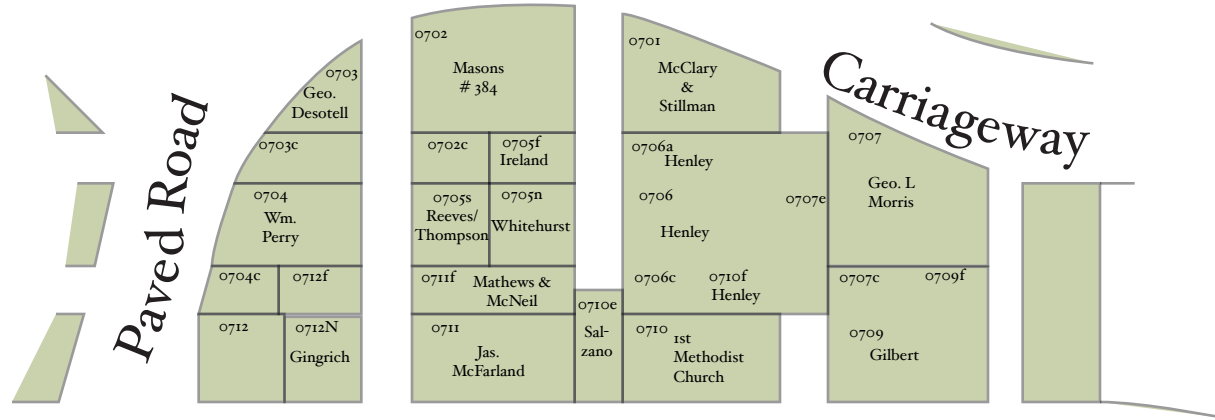 0703
Geo.
Desotell
0703c
0704
Wm.
Perry
0704c
0712f
0712
0712N
Gingrich
Paved Road
0702
Masons
# 384
0702c
0705f
Ireland
0705s
Reeves/
Thompson
0705n
Whitehurst
0711f
Mathews &
McNeil
0711
Jas.
McFarland
0710e
Sal-
zano
0701
McClary
&
Stillman
0706a
Henley
0706
0707e
Henley
0706c
0710f
Henley
0710
1st
Methodist
Church
Carriageway
0707
Geo. L
Morris
0707c
0709f
0709
Gilbert